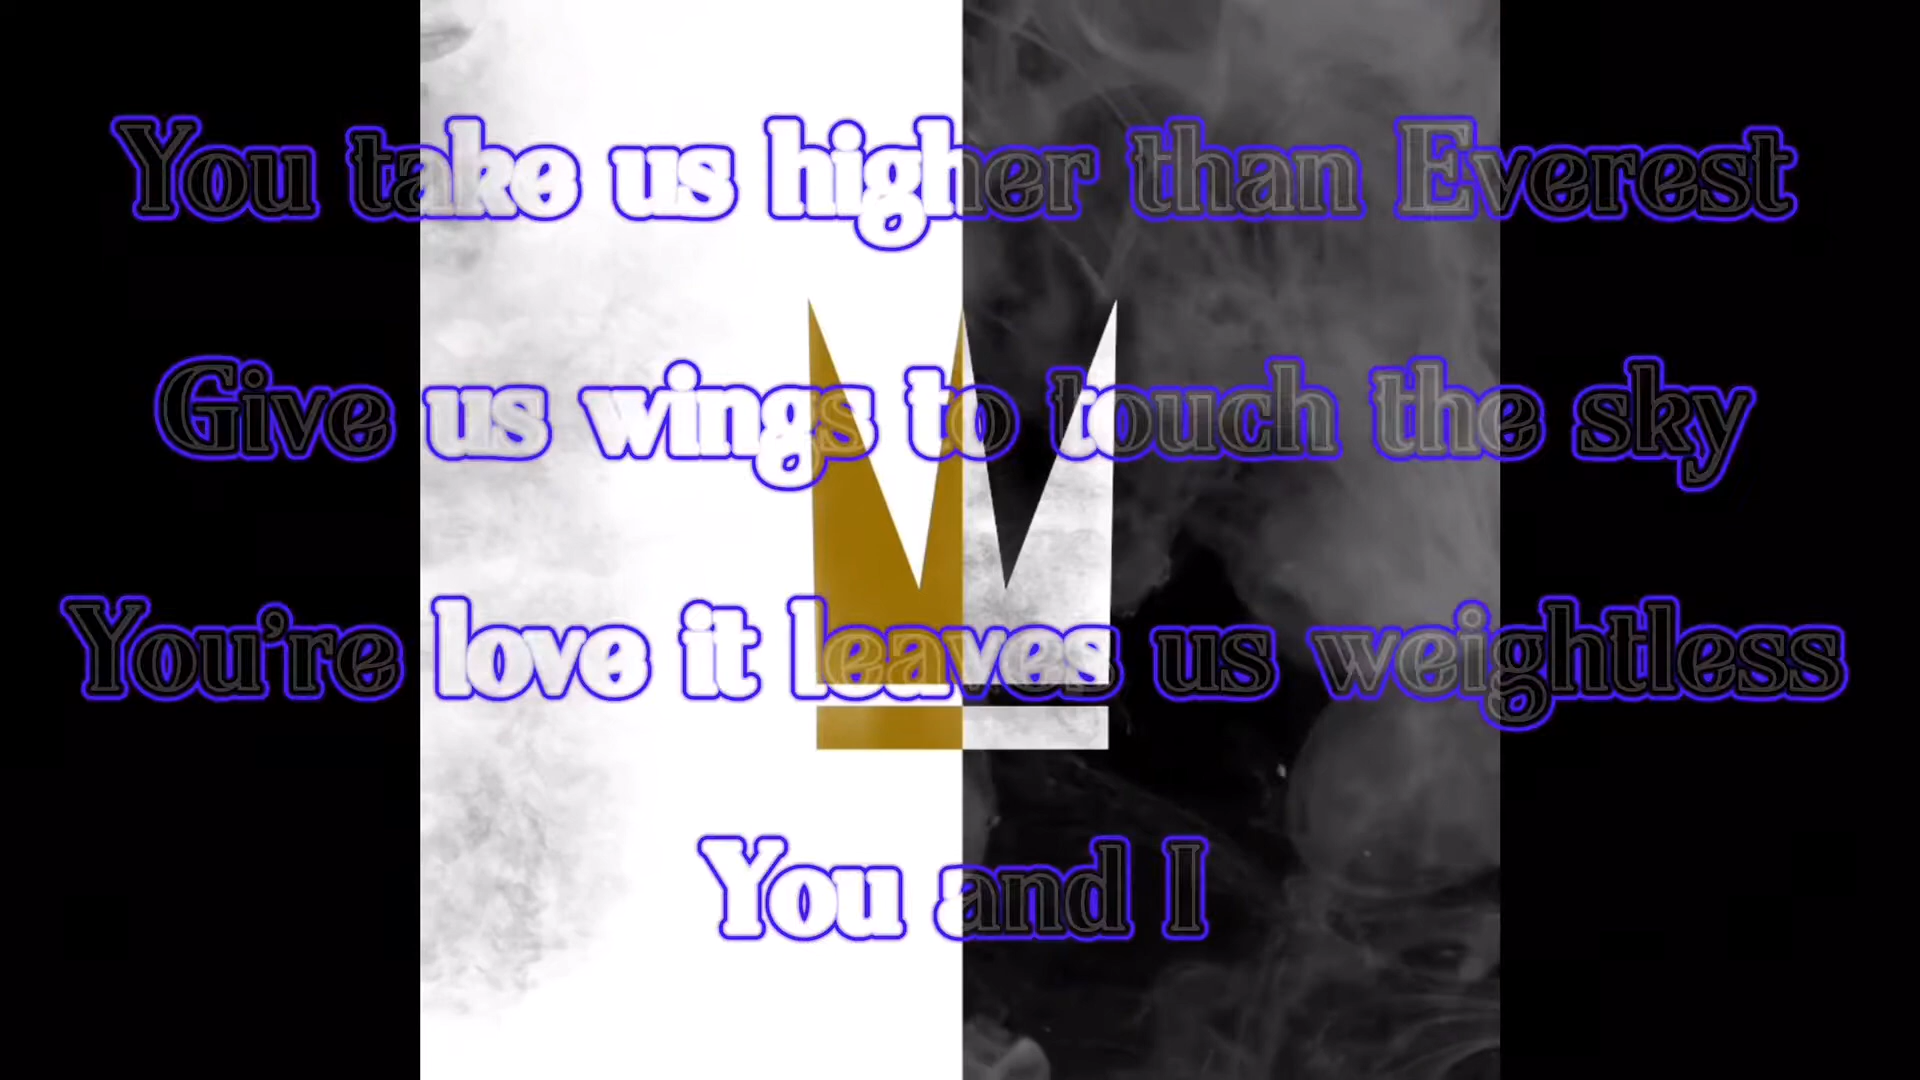 You take us higher than Everest
Give us wings to touch the sky
You're love it leaves us weightless
You and I